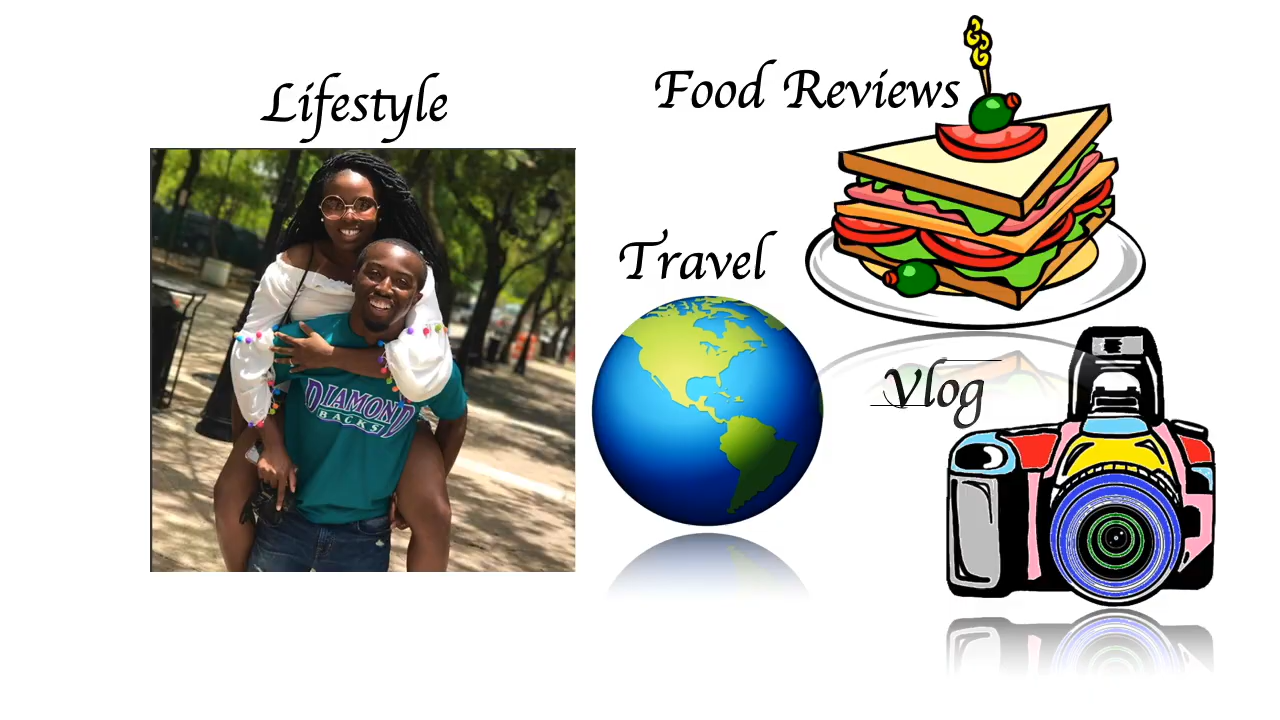 Lifestyle
Food Reviews
Travel
Vlog
DIAMOND
BACKS